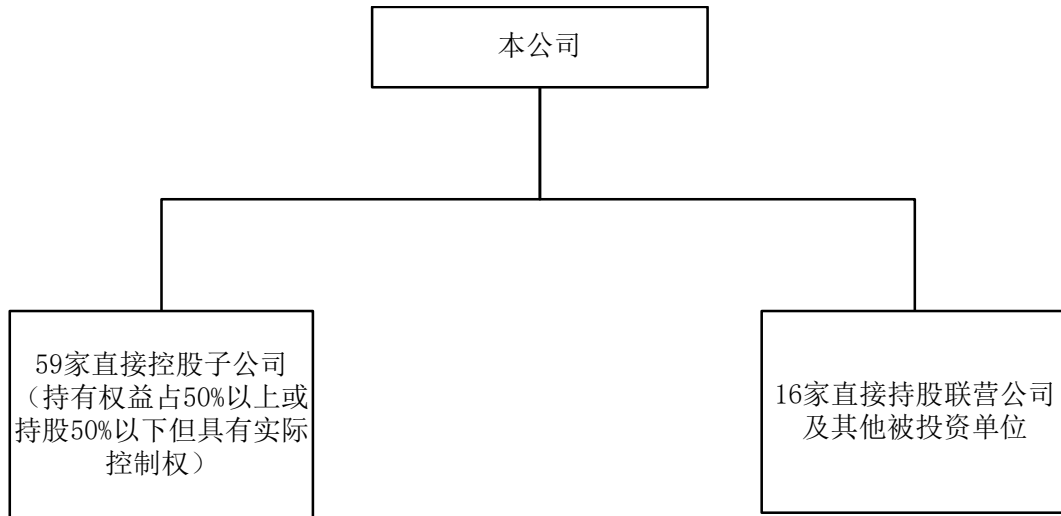 本公司
59家直接控股子公司
（持有权益占50%以上或
持股50%以下但具有实际
控制权）
16家直接持股联营公司
及其他被投资单位